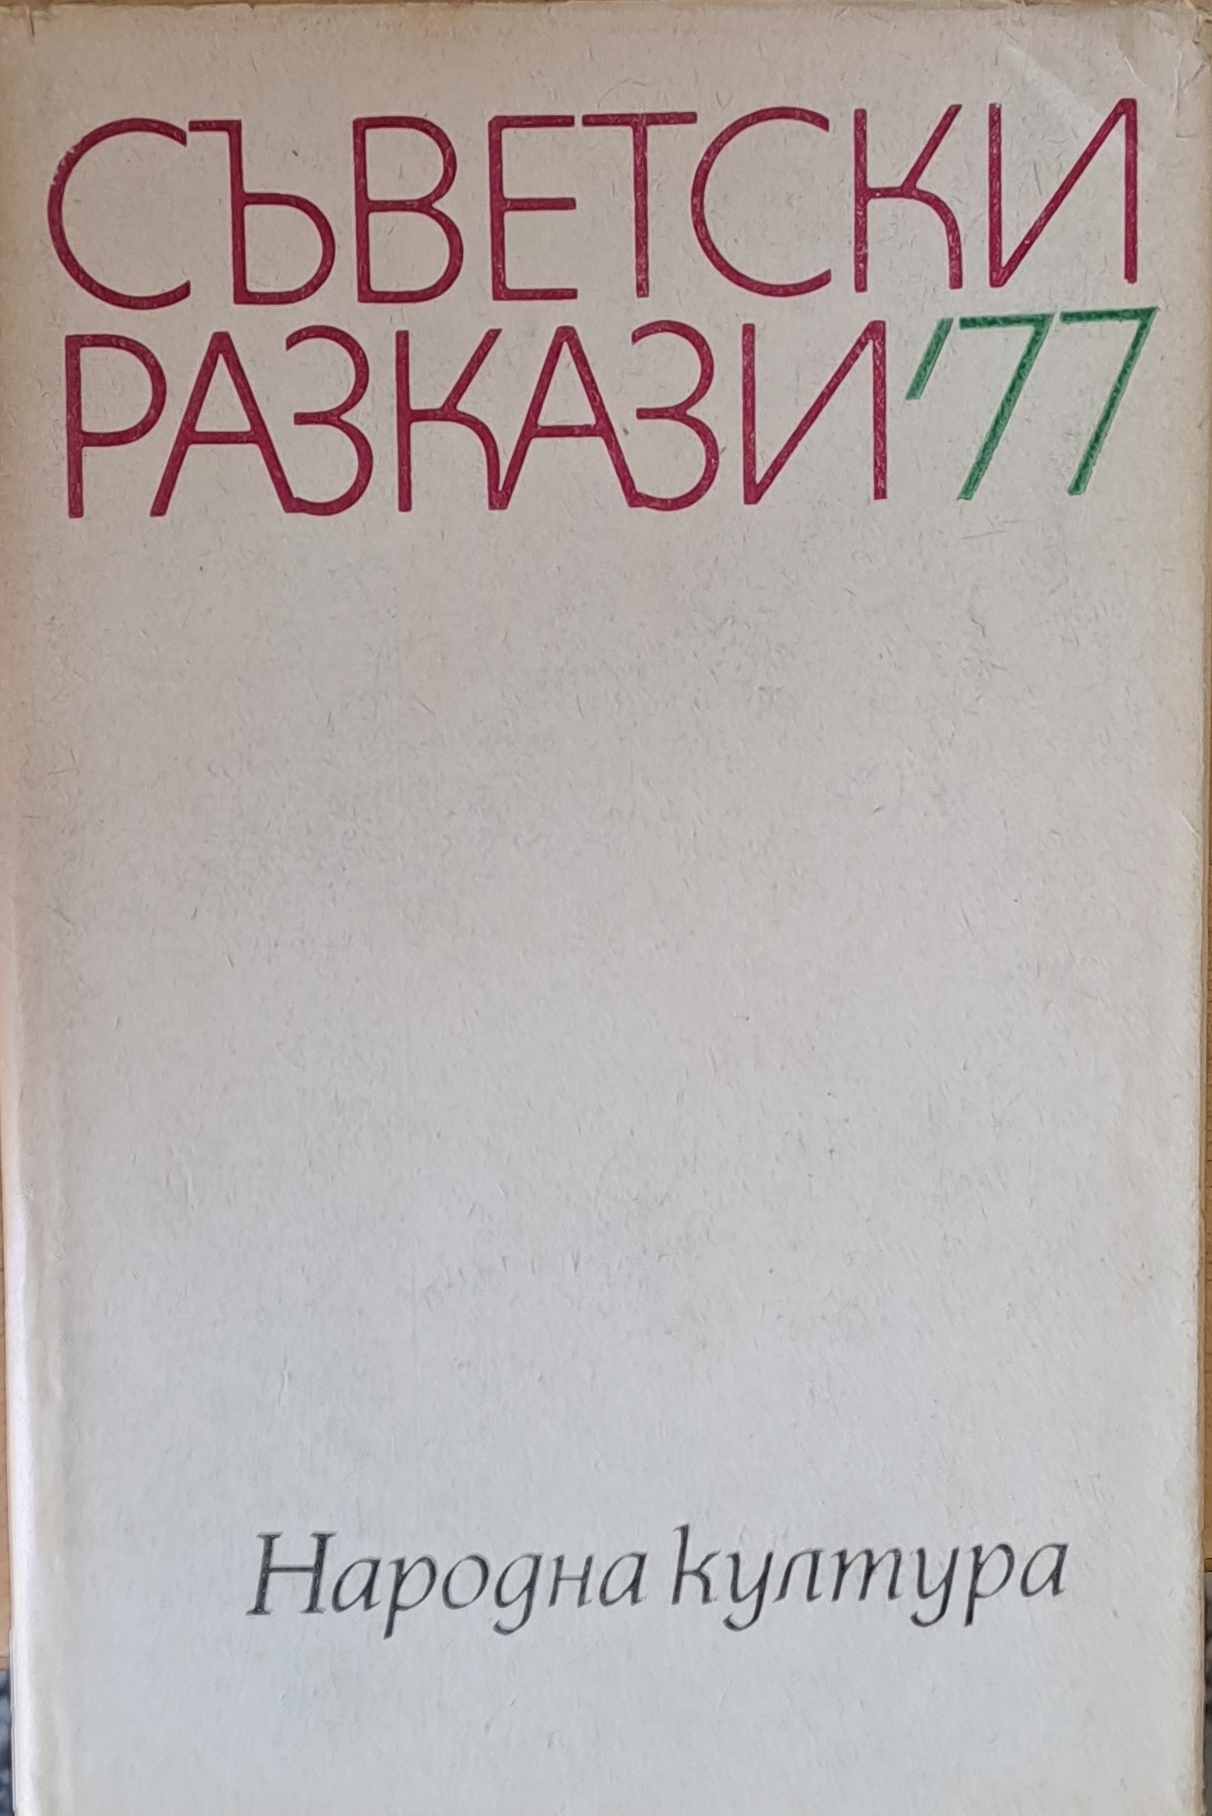 СЪВЕТСКИ
РАЗКАЗИ '77
Народна култура